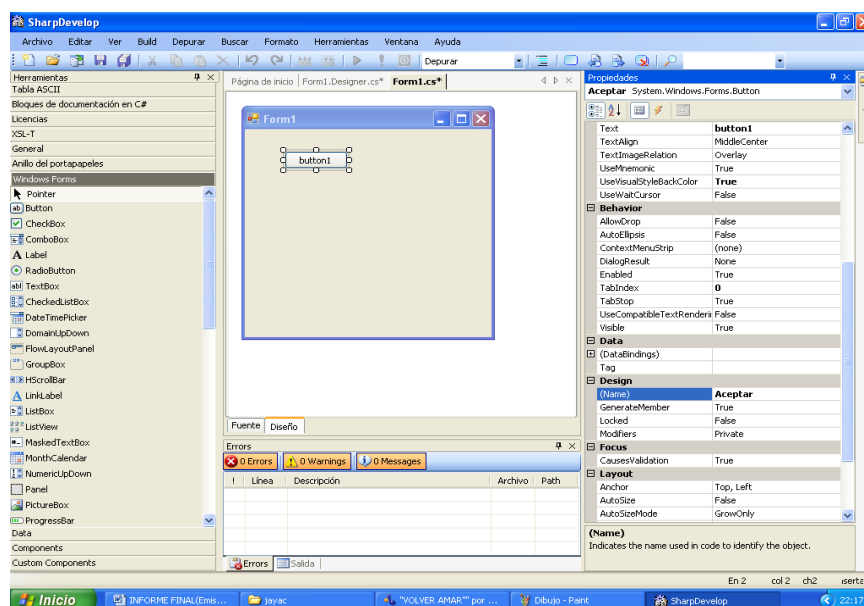 SharpDevelop
Archivo Editar Ver Build Depurar Buscar Formato Herramientas Ventana Ayuda
Depurar
Herramientas
Tabla ASCII
Bloques de documentación en C#
Licencias
XSL-T
General
Anillo del portapapeles
Windows Forms
Pointer
Button
CheckBox
ComboBox
Label
RadioButton
TextBox
CheckedListBox
DateTimePicker
DomainUpDown
FlowLayoutPanel
GroupBox
HScrollBar
LinkLabel
ListBox
ListView
MaskedTextBox
MonthCalendar
NumericUpDown
Panel
PictureBox
ProgressBar
Data
Components
Custom Components
Página de inicio Form1.Designer.cs* Form1.cs*
Form1
button1
Fuente Diseño
Errors
0 Errors 0 Warnings 0 Messages
! Línea Descripción Archivo Path
Errors Salida
Propiedades
Aceptar System.Windows.Forms.Button
Text button1
TextAlign MiddleCenter
TextImageRelation Overlay
UseMnemonic True
UseVisualStyleBackColor True
UseWaitCursor False
Behavior
AllowDrop False
AutoEllipsis False
ContextMenuStrip (none)
DialogResult None
Enabled True
TabIndex 0
TabStop True
UseCompatibleTextRenderi False
Visible True
Data
(DataBindings)
Tag
Design
(Name) Aceptar
GenerateMember True
Locked False
Modifiers Private
Focus
CausesValidation True
Layout
Anchor Top, Left
AutoSize False
AutoSizeMode GrowOnly
(Name)
Indicates the name used in code to identify the object.
En 2 col 2 ch2 iserta
Inicio INFORME FINAL(Emis... jayac "VOLVER AMAR"" por ... Dibujo - Paint SharpDevelop 22:17